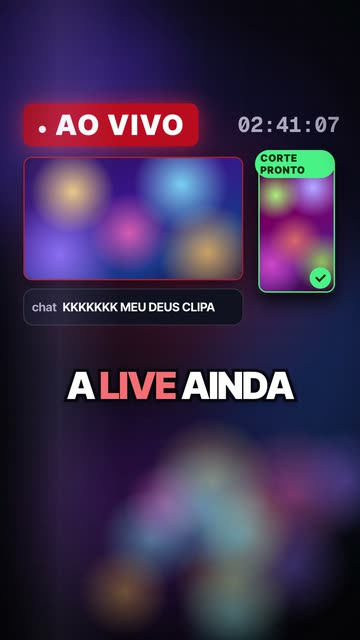 • AO VIVO
02:41:07
CORTE
PRONTO
chat KKKKKKK MEU DEUS CLIPA
A LIVE AINDA